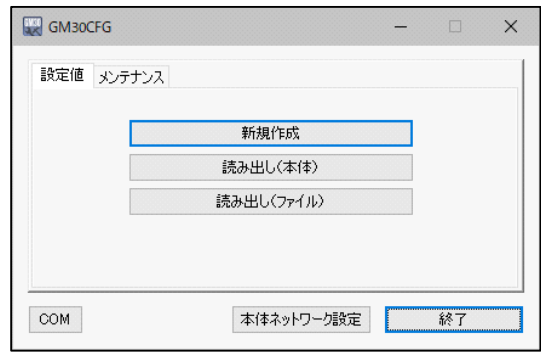 GM30CFG
設定値 メンテナンス
新規作成
読み出し(本体)
読み出し(ファイル)
COM 本体ネットワーク設定 終了